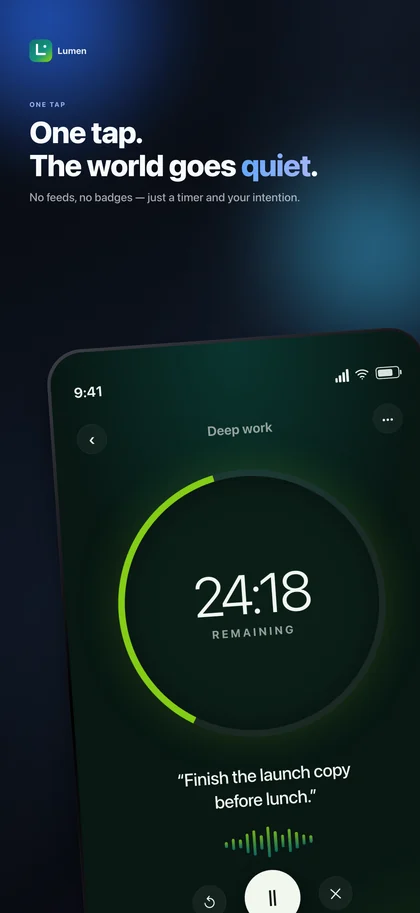 Lumen
ONE TAP
One tap.
The world goes quiet.
No feeds, no badges — just a timer and your intention.
9:41
Deep work
24:18
REMAINING
“Finish the launch copy
before lunch.”